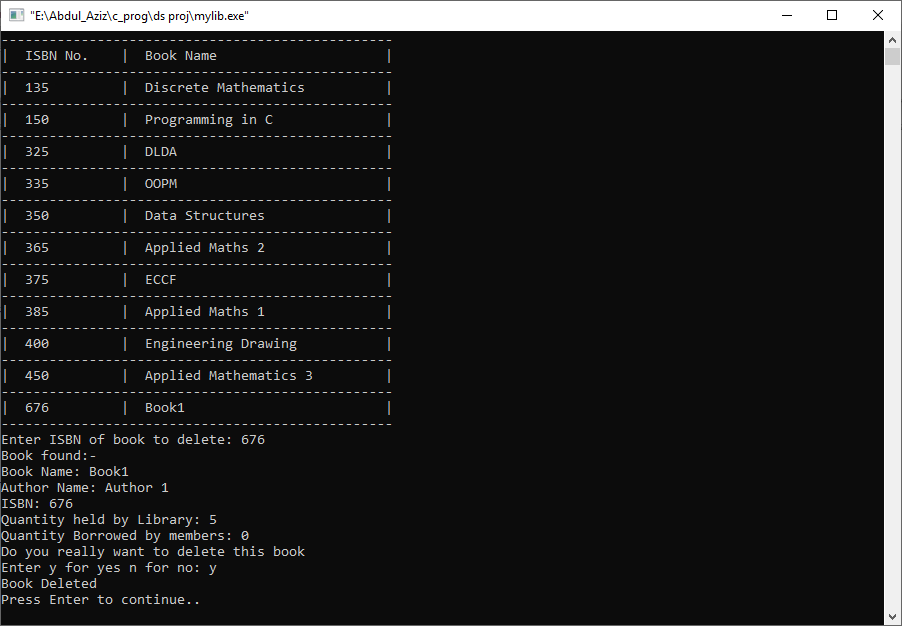 "E:\Abdul_Aziz\c_prog\ds proj\mylib.exe"
-------------------------------------------------
|  ISBN No.    |  Book Name                     |
-------------------------------------------------
|  135         |  Discrete Mathematics          |
-------------------------------------------------
|  150         |  Programming in C              |
-------------------------------------------------
|  325         |  DLDA                          |
-------------------------------------------------
|  335         |  OOPM                          |
-------------------------------------------------
|  350         |  Data Structures               |
-------------------------------------------------
|  365         |  Applied Maths 2               |
-------------------------------------------------
|  375         |  ECCF                          |
-------------------------------------------------
|  385         |  Applied Maths 1               |
-------------------------------------------------
|  400         |  Engineering Drawing           |
-------------------------------------------------
|  450         |  Applied Mathematics 3         |
-------------------------------------------------
|  676         |  Book1                         |
-------------------------------------------------
Enter ISBN of book to delete: 676
Book found:-
Book Name: Book1
Author Name: Author 1
ISBN: 676
Quantity held by Library: 5
Quantity Borrowed by members: 0
Do you really want to delete this book
Enter y for yes n for no: y
Book Deleted
Press Enter to continue..